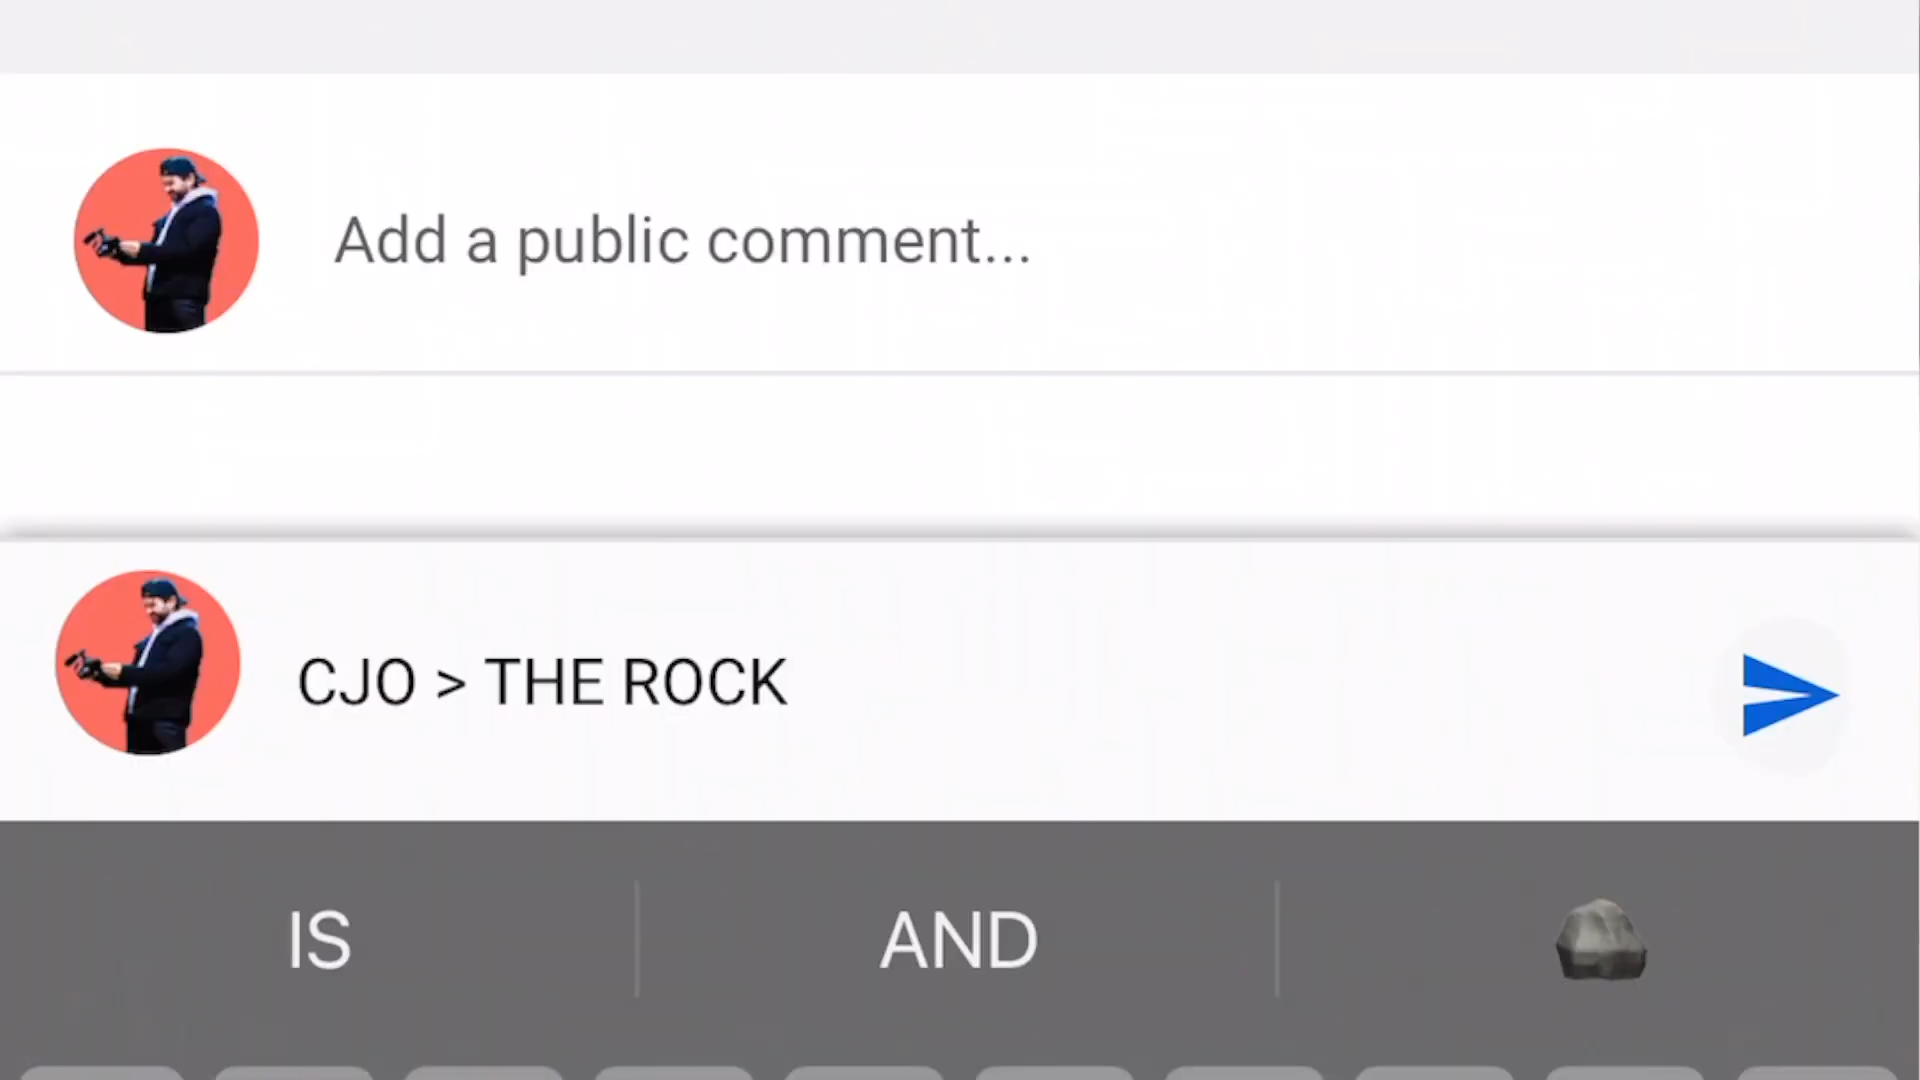 Add a public comment...
CJO > THE ROCK
IS
AND